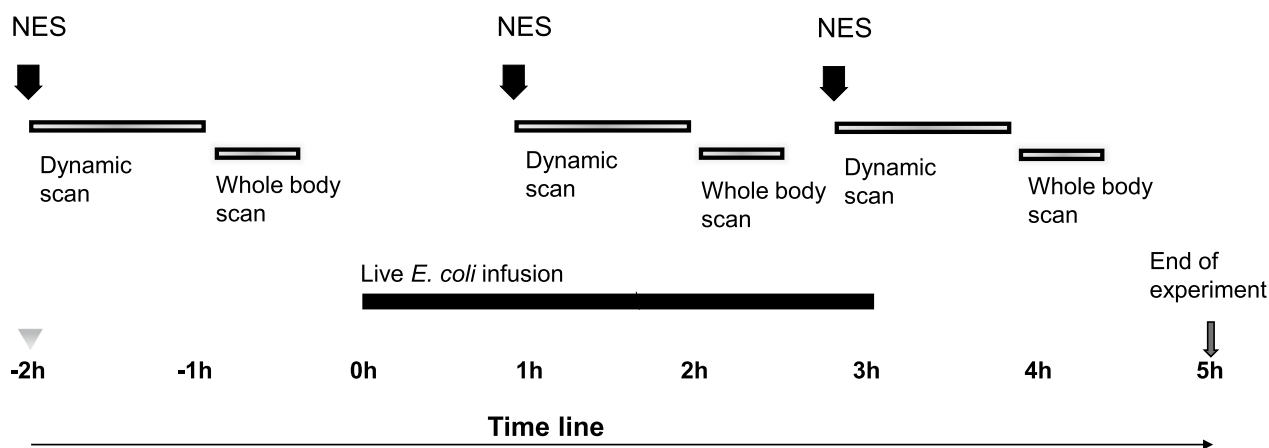 NES
NES
NES
Dynamic
scan
Whole body
scan
Dynamic
scan
Whole body
scan
Dynamic
scan
Whole body
scan
Live E. coli infusion
End of
experiment
-2h
-1h
0h
1h
2h
3h
4h
5h
Time line